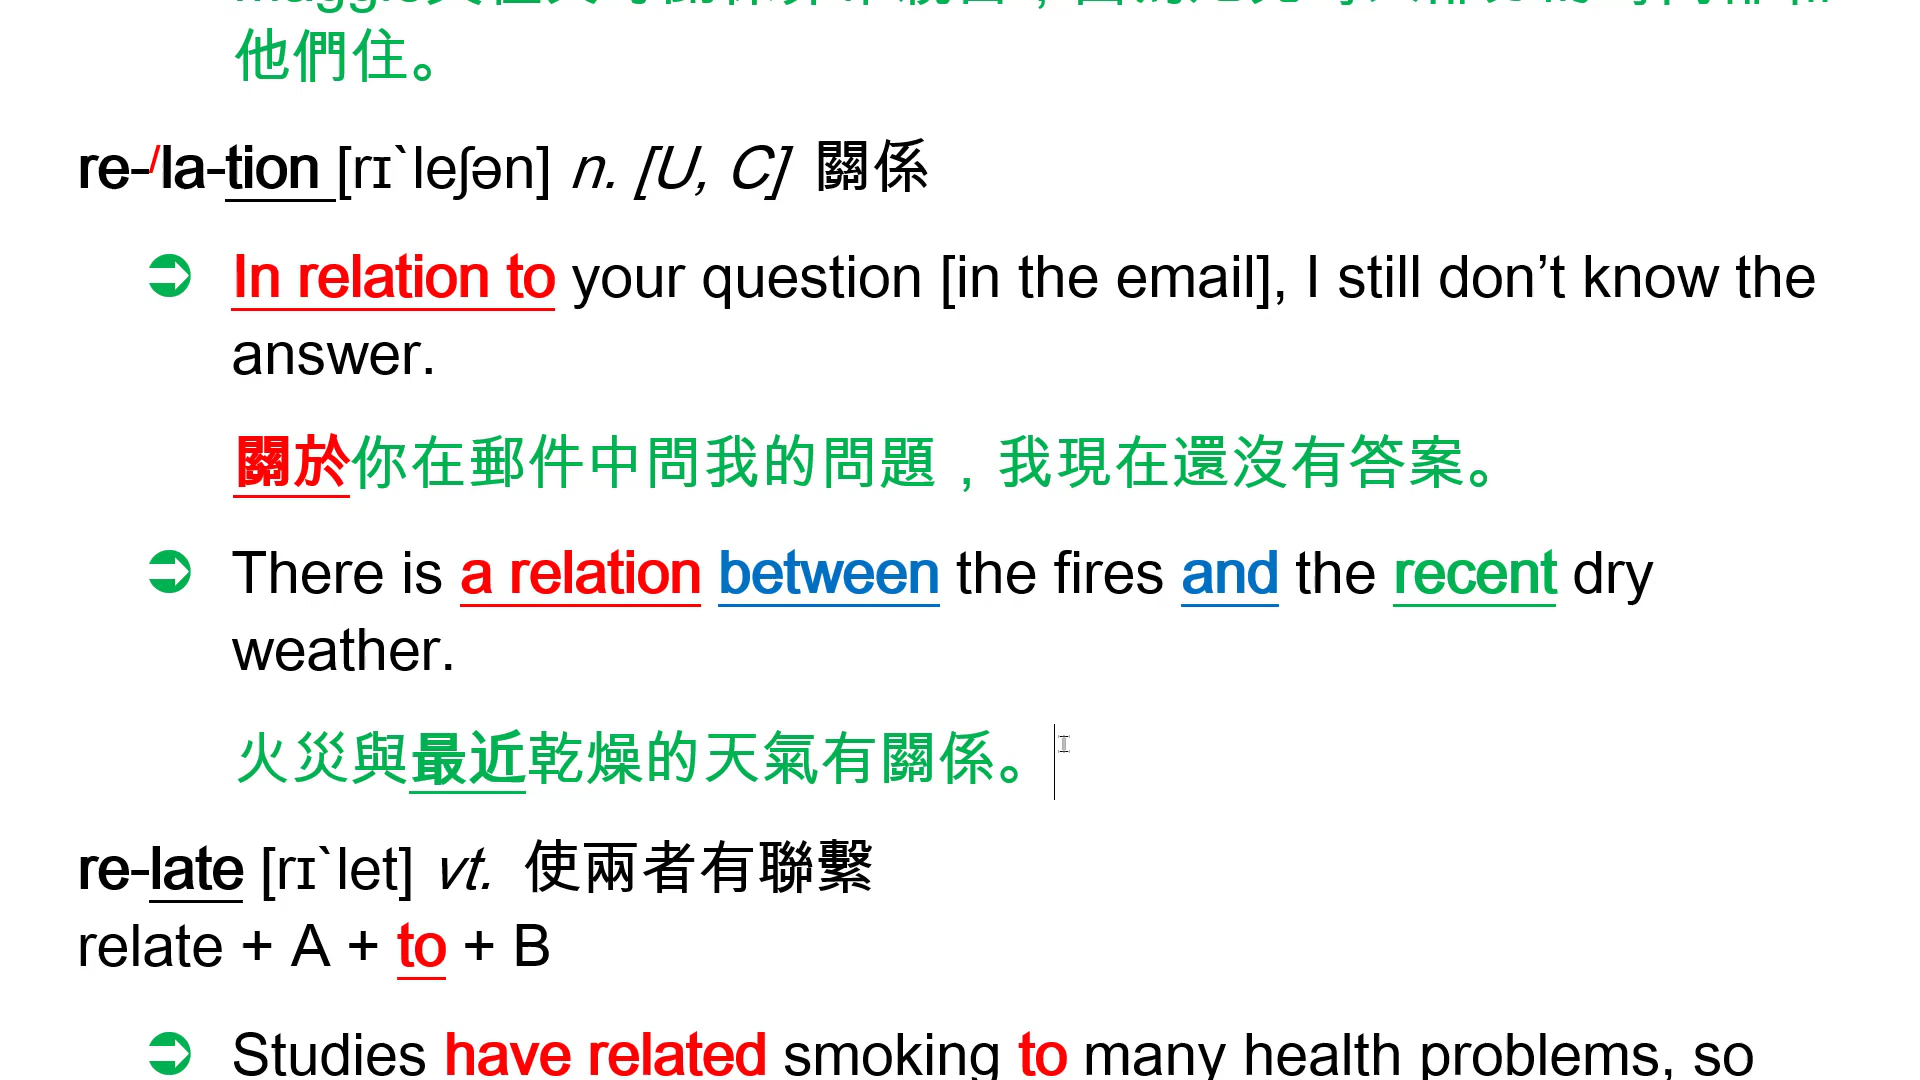 他們住。
re-/la-tion [rɪˋleʃən] n. [U, C] 關係
➲ In relation to your question [in the email], I still don’t know the
answer.
關於你在郵件中問我的問題，我現在還沒有答案。
➲ There is a relation between the fires and the recent dry
weather.
火災與最近乾燥的天氣有關係。
re-late [rɪˋlet] vt. 使兩者有聯繫
relate + A + to + B
➲ Studies have related smoking to many health problems, so